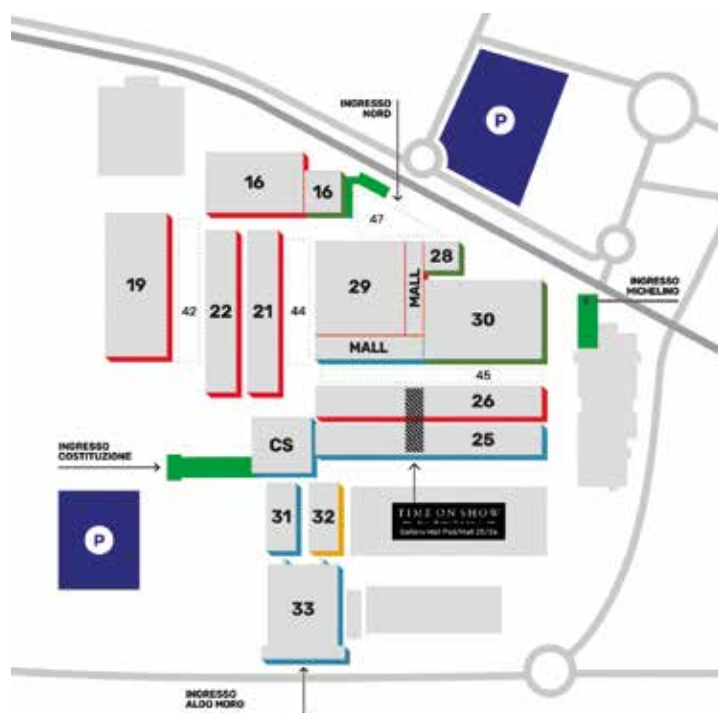 INGRESSO
NORD
P
16
16
47
28
INGRESSO
MICHELINO
19
42
22
21
44
29
MALL
30
MALL
45
26
25
CS
INGRESSO
COSTITUZIONE
31
32
TIME ON SHOW
P
33
INGRESSO
ALDO MORO